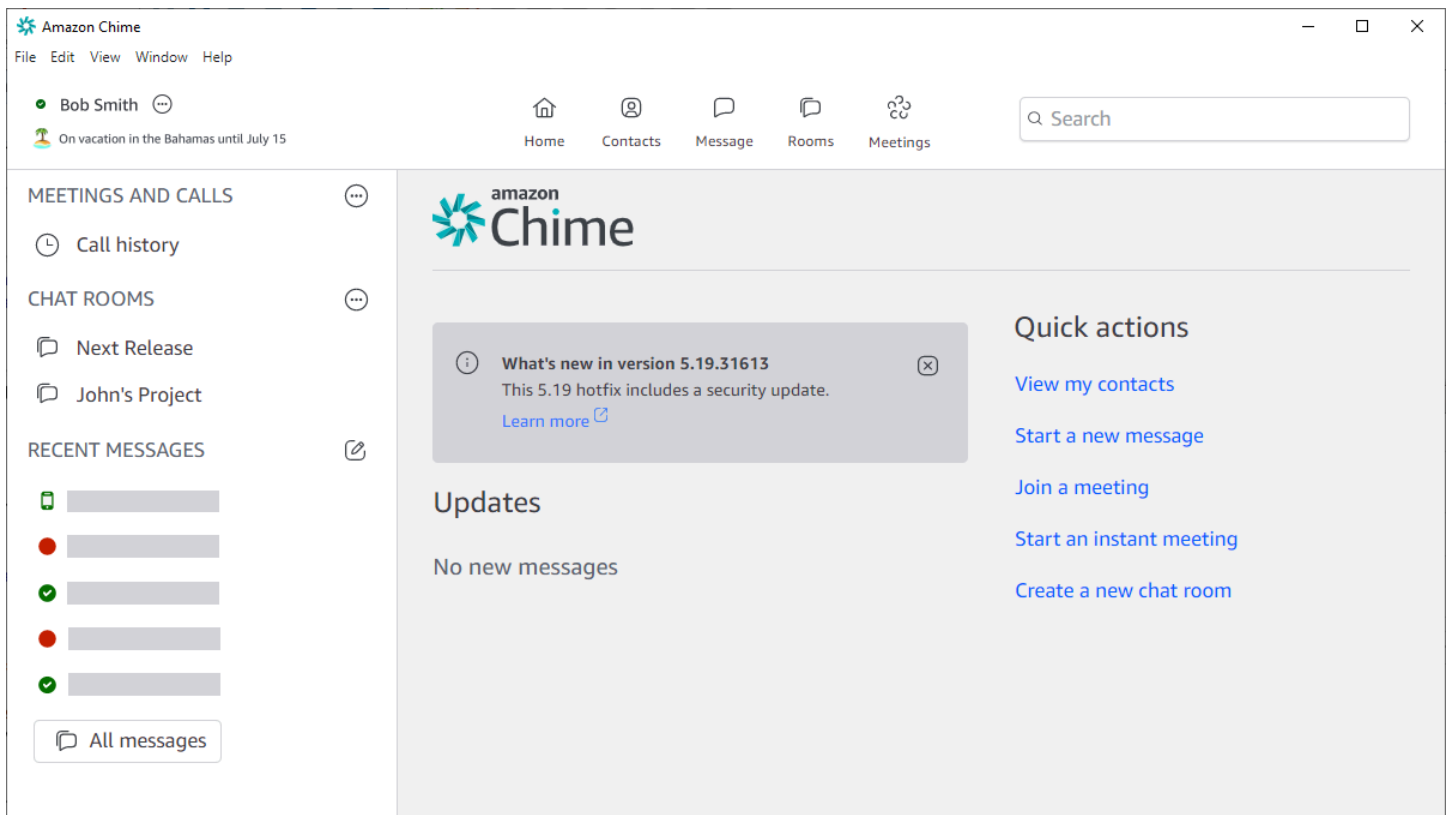 Amazon Chime
File Edit View Window Help
Bob Smith
On vacation in the Bahamas until July 15
Home Contacts Message Rooms Meetings
Search
MEETINGS AND CALLS
Call history
CHAT ROOMS
Next Release
John's Project
RECENT MESSAGES
All messages
amazon
Chime
What's new in version 5.19.31613
This 5.19 hotfix includes a security update.
Learn more
Updates
No new messages
Quick actions
View my contacts
Start a new message
Join a meeting
Start an instant meeting
Create a new chat room